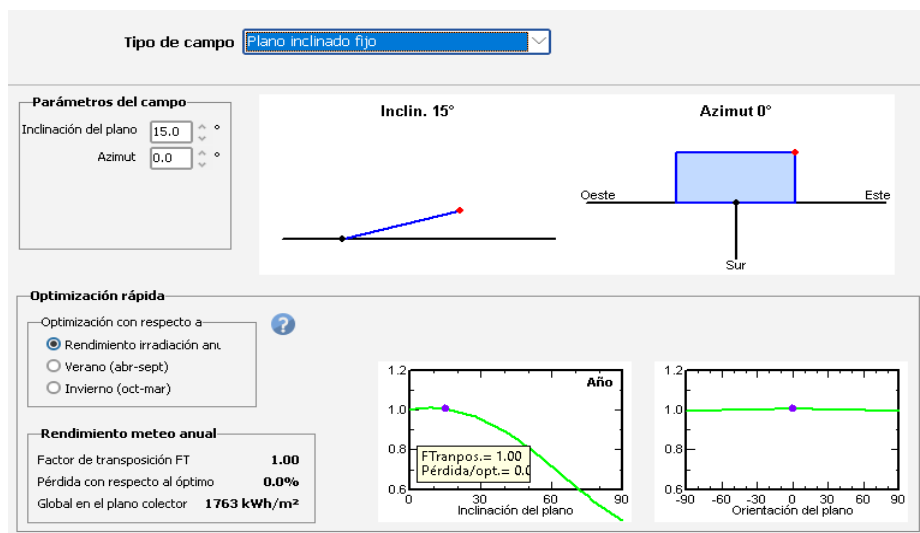 Tipo de campo Plano inclinado fijo
Parámetros del campo
Inclinación del plano 15.0 °
Azimut 0.0 °
Inclin. 15°
Azimut 0°
Oeste
Este
Sur
Optimización rápida
Optimización con respecto a
Rendimiento irradiación anu
Verano (abr-sept)
Invierno (oct-mar)
?
Rendimiento meteo anual
Factor de transposición FT 1.00
Pérdida con respecto al óptimo 0.0%
Global en el plano colector 1763 kWh/m²
Año
1.2
1.0
0.8
0.6
FTranpos.= 1.00
Pérdida/opt.= 0.0
0 30 60 90
Inclinación del plano
1.2
1.0
0.8
0.6
-90 -60 -30 0 30 60 90
Orientación del plano